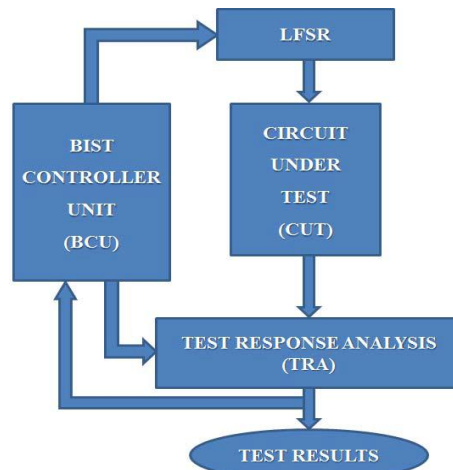 LFSR
BIST
CONTROLLER
UNIT
(BCU)
CIRCUIT
UNDER
TEST
(CUT)
TEST RESPONSE ANALYSIS
(TRA)
TEST RESULTS